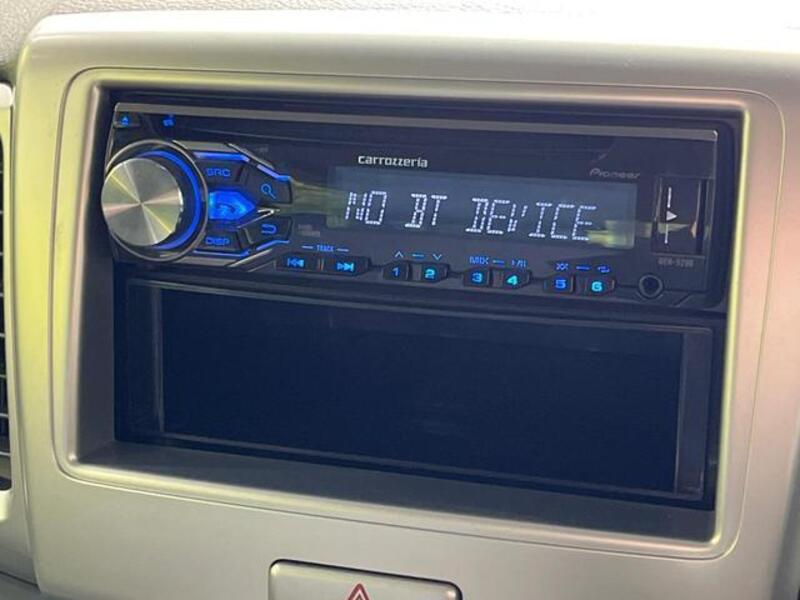 carrozzeria
Pioneer
SRC
NO BT DEVICE
DISP
TRACK
MIX
1 2 3 4 5 6